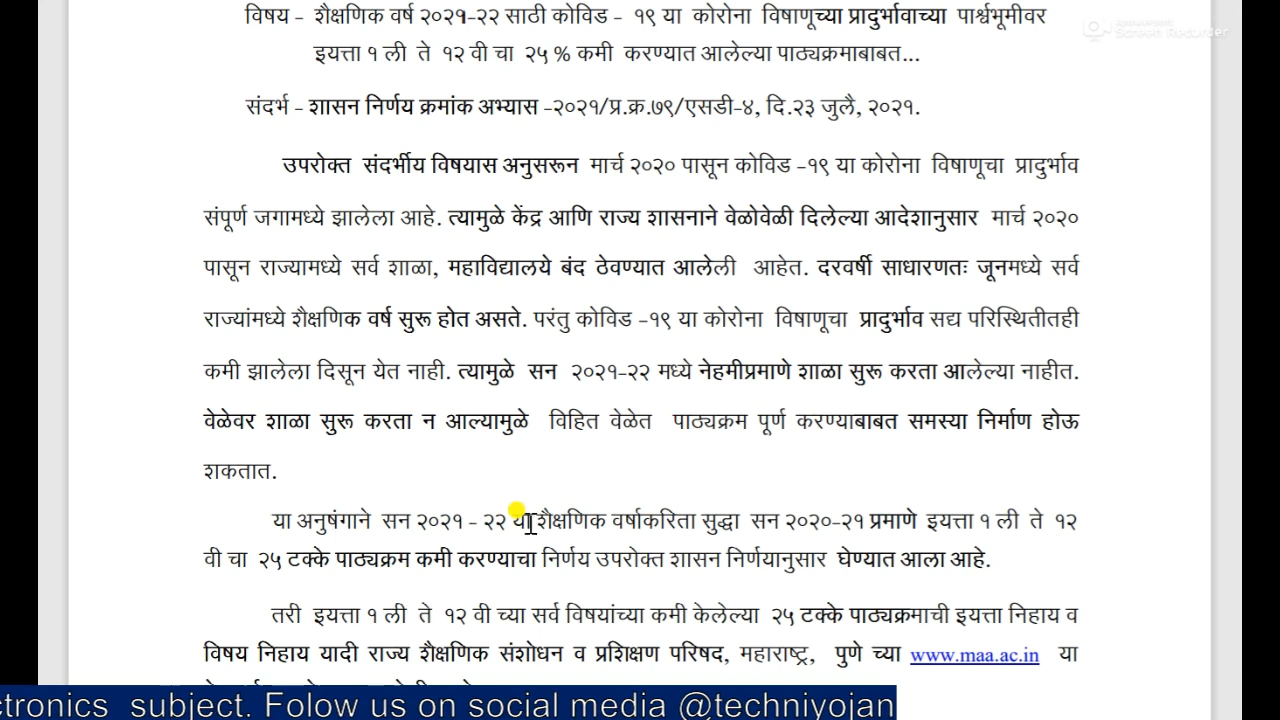 विषय - शैक्षणिक वर्ष २०२१-२२ साठी कोविड - १९ या कोरोना विषाणूच्या प्रादुर्भावाच्या पार्श्वभूमीवर
इयत्ता १ ली ते १२ वी चा २५ % कमी करण्यात आलेल्या पाठ्यक्रमाबाबत...
Screen Recorder
संदर्भ - शासन निर्णय क्रमांक अभ्यास -२०२१/प्र.क्र.७९/एसडी-४, दि.२३ जुलै, २०२१.
उपरोक्त संदर्भीय विषयास अनुसरून मार्च २०२० पासून कोविड -१९ या कोरोना विषाणूचा प्रादुर्भाव
संपूर्ण जगामध्ये झालेला आहे. त्यामुळे केंद्र आणि राज्य शासनाने वेळोवेळी दिलेल्या आदेशानुसार मार्च २०२०
पासून राज्यामध्ये सर्व शाळा, महाविद्यालये बंद ठेवण्यात आलेली आहेत. दरवर्षी साधारणतः जूनमध्ये सर्व
राज्यांमध्ये शैक्षणिक वर्ष सुरू होत असते. परंतु कोविड -१९ या कोरोना विषाणूचा प्रादुर्भाव सद्य परिस्थितीतही
कमी झालेला दिसून येत नाही. त्यामुळे सन २०२१-२२ मध्ये नेहमीप्रमाणे शाळा सुरू करता आलेल्या नाहीत.
वेळेवर शाळा सुरू करता न आल्यामुळे विहित वेळेत पाठ्यक्रम पूर्ण करण्याबाबत समस्या निर्माण होऊ
शकतात.
या अनुषंगाने सन २०२१ - २२ या शैक्षणिक वर्षाकरिता सुद्धा सन २०२०-२१ प्रमाणे इयत्ता १ ली ते १२
वी चा २५ टक्के पाठ्यक्रम कमी करण्याचा निर्णय उपरोक्त शासन निर्णयानुसार घेण्यात आला आहे.
तरी इयत्ता १ ली ते १२ वी च्या सर्व विषयांच्या कमी केलेल्या २५ टक्के पाठ्यक्रमाची इयत्ता निहाय व
विषय निहाय यादी राज्य शैक्षणिक संशोधन व प्रशिक्षण परिषद, महाराष्ट्र, पुणे च्या www.maa.ac.in या
ctronics subject. Folow us on social media @techniyojan